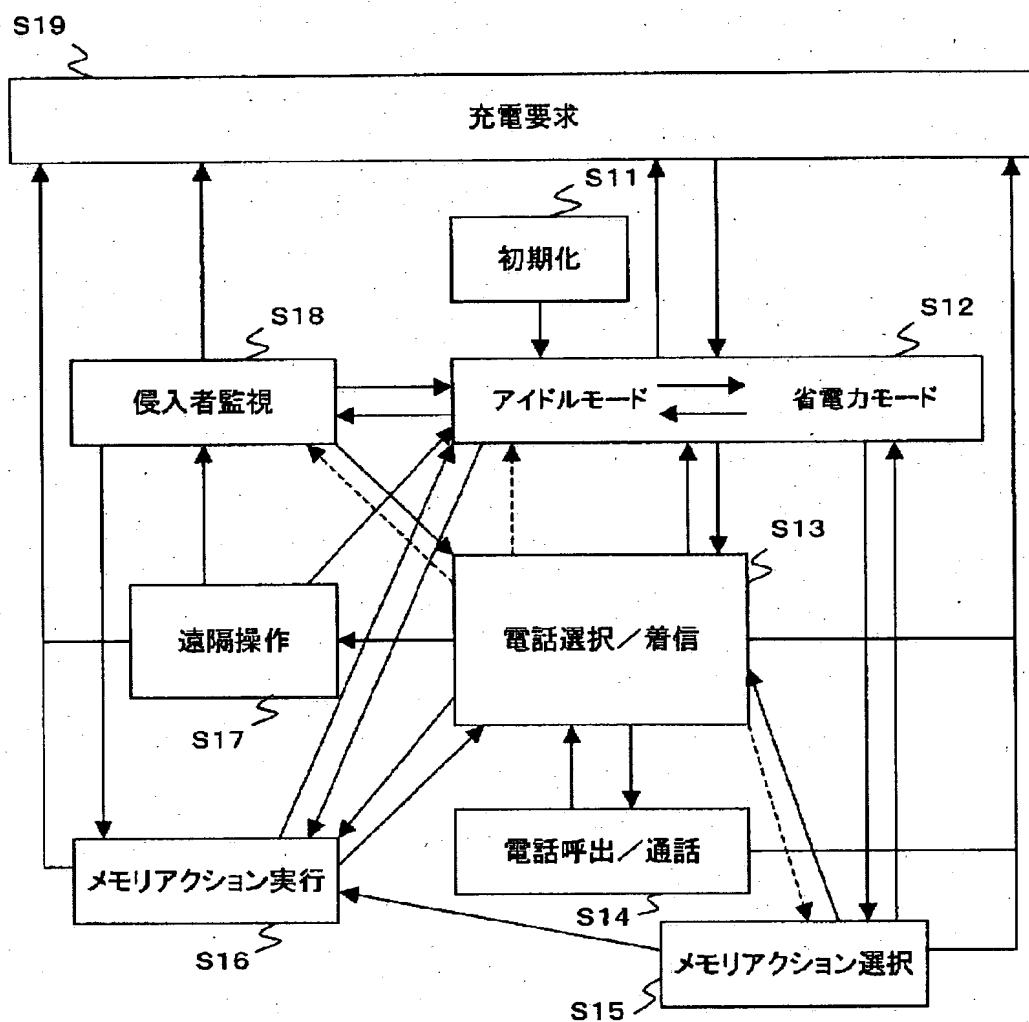 S19
充電要求
S11
初期化
S18
S12
侵入者監視
アイドルモード
省電力モード
S13
遠隔操作
電話選択／着信
S17
電話呼出／通話
メモリアクション実行
S14
S16
メモリアクション選択
S15